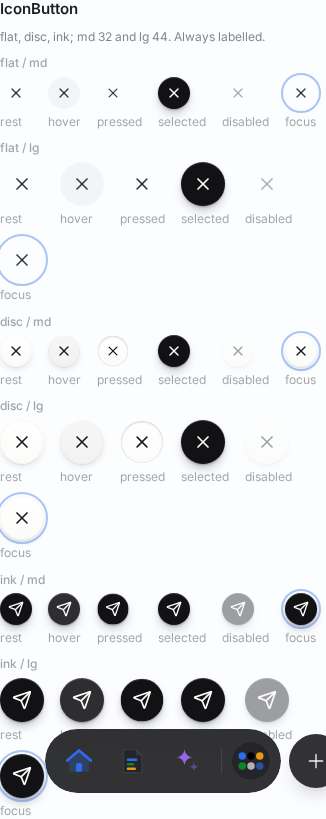 IconButton
flat, disc, ink; md 32 and lg 44. Always labelled.
flat / md
rest hover pressed selected disabled focus
flat / lg
rest hover pressed selected disabled
focus
disc / md
rest hover pressed selected disabled focus
disc / lg
rest hover pressed selected disabled
focus
ink / md
rest hover pressed selected disabled focus
ink / lg
focus